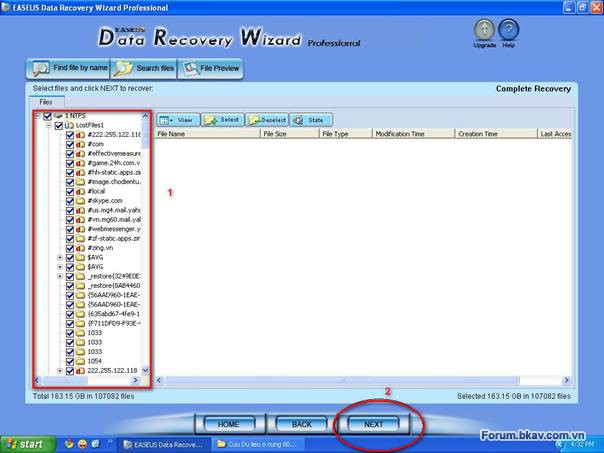 EASEUS Data Recovery Wizard Professional
EASEUS
Data Recovery Wizard Professional
Upgrade
Help
Find file by name
Search files
File Preview
Select files and click NEXT to recover:
Complete Recovery
Files
View
Select
Deselect
State
File Name
File Size
File Type
Modification Time
Creation Time
Last Acces
1 NTFS
LostFiles1
#222.255.122.118
#com
#effectivemeasure
#game.24h.com.v
#hh-static.apps.zin
#image.chodientu.
#local
#skype.com
#us.mg4.mail.yaho
#vn.mg60.mail.yah
#webmessenger.y
#zf-static.apps.zin
#zing.vn
$AVG
$AVG
_restore{3249E0E
_restore{8AB4460
{56AAD960-1EAE-
{56AAD960-1EAE-
{635abd67-4fe9-1
{F711DFD9-F93E-4
1033
1033
1033
1054
222.255.122.118
1
Total 163.15 GB in 107082 files
Selected 163.15 GB in 107082 files
2
HOME
BACK
NEXT
Forum.bkav.com.vn
start
EASEUS Data Recove...
Cuu Du lieu o cung 80...
4:32 PM